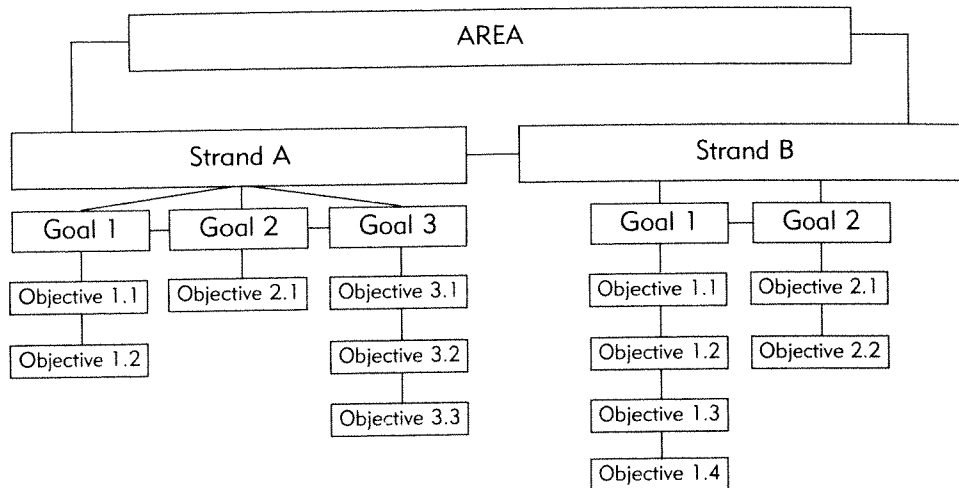 AREA
Strand A
Strand B
Goal 1
Goal 2
Goal 3
Goal 1
Goal 2
Objective 1.1
Objective 2.1
Objective 3.1
Objective 1.1
Objective 2.1
Objective 1.2
Objective 3.2
Objective 1.2
Objective 2.2
Objective 3.3
Objective 1.3
Objective 1.4